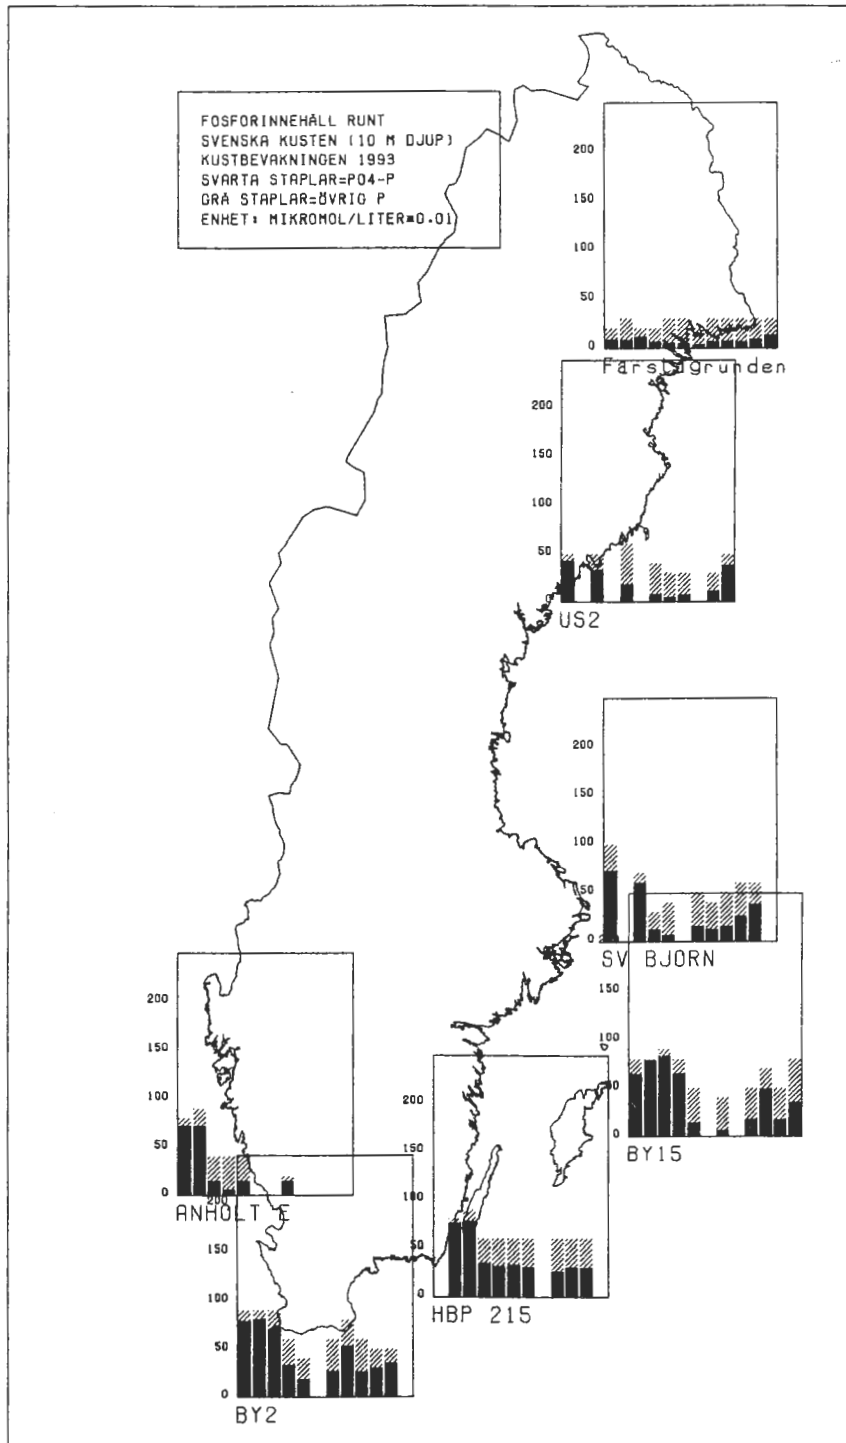 FOSFORINNEHÅLL RUNT
SVENSKA KUSTEN (10 M DJUP)
KUSTBEVAKNINGEN 1993
SVARTA STAPLAR=PO4-P
GRÅ STAPLAR=ÖVRIG P
ENHET: MIKROMOL/LITER*0.01
200
150
100
50
0
Farstugrunden
200
150
100
50
0
US2
200
150
100
50
0
SV BJORN
150
100
50
0
BY15
200
150
100
50
0
ANHOLT E
200
150
100
50
0
HBP 215
200
150
100
50
0
BY2